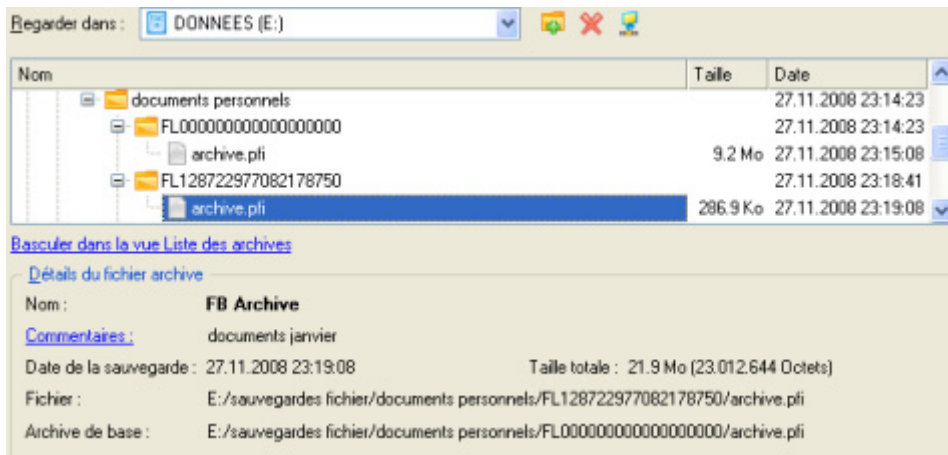 Regarder dans : DONNEES (E:)
Nom Taille Date
documents personnels 27.11.2008 23:14:23
FL000000000000000000 27.11.2008 23:14:23
archive.pfi 9.2 Mo 27.11.2008 23:15:08
FL128722977082178750 27.11.2008 23:18:41
archive.pfi 286.9 Ko 27.11.2008 23:19:08
Basculer dans la vue Liste des archives
Détails du fichier archive
Nom : FB Archive
Commentaires : documents janvier
Date de la sauvegarde : 27.11.2008 23:19:08 Taille totale : 21.9 Mo (23.012.644 Octets)
Fichier : E:/sauvegardes fichier/documents personnels/FL128722977082178750/archive.pfi
Archive de base : E:/sauvegardes fichier/documents personnels/FL000000000000000000/archive.pfi